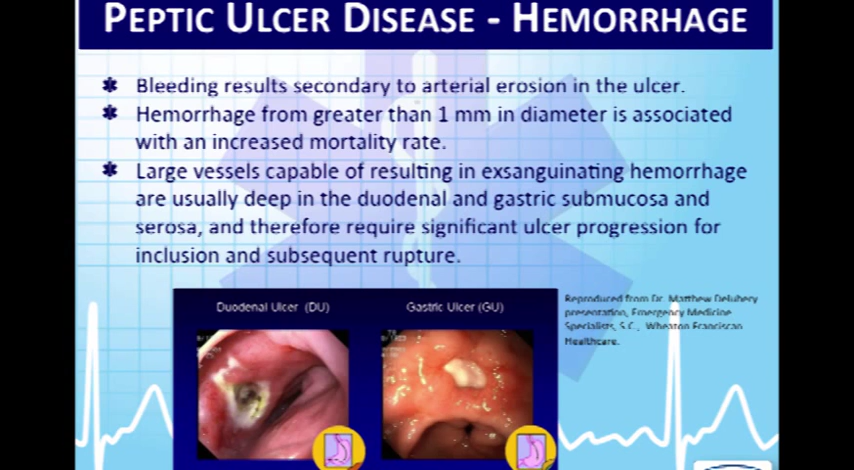 PEPTIC ULCER DISEASE - HEMORRHAGE
Bleeding results secondary to arterial erosion in the ulcer.
Hemorrhage from greater than 1 mm in diameter is associated
with an increased mortality rate.
Large vessels capable of resulting in exsanguinating hemorrhage
are usually deep in the duodenal and gastric submucosa and
serosa, and therefore require significant ulcer progression for
inclusion and subsequent rupture.
Duodenal Ulcer (DU)
Gastric Ulcer (GU)
Reproduced from Dr. Matthew Deluhery
presentation, Emergency Medicine
Specialists, S.C., Wheaton Franciscan
Healthcare.